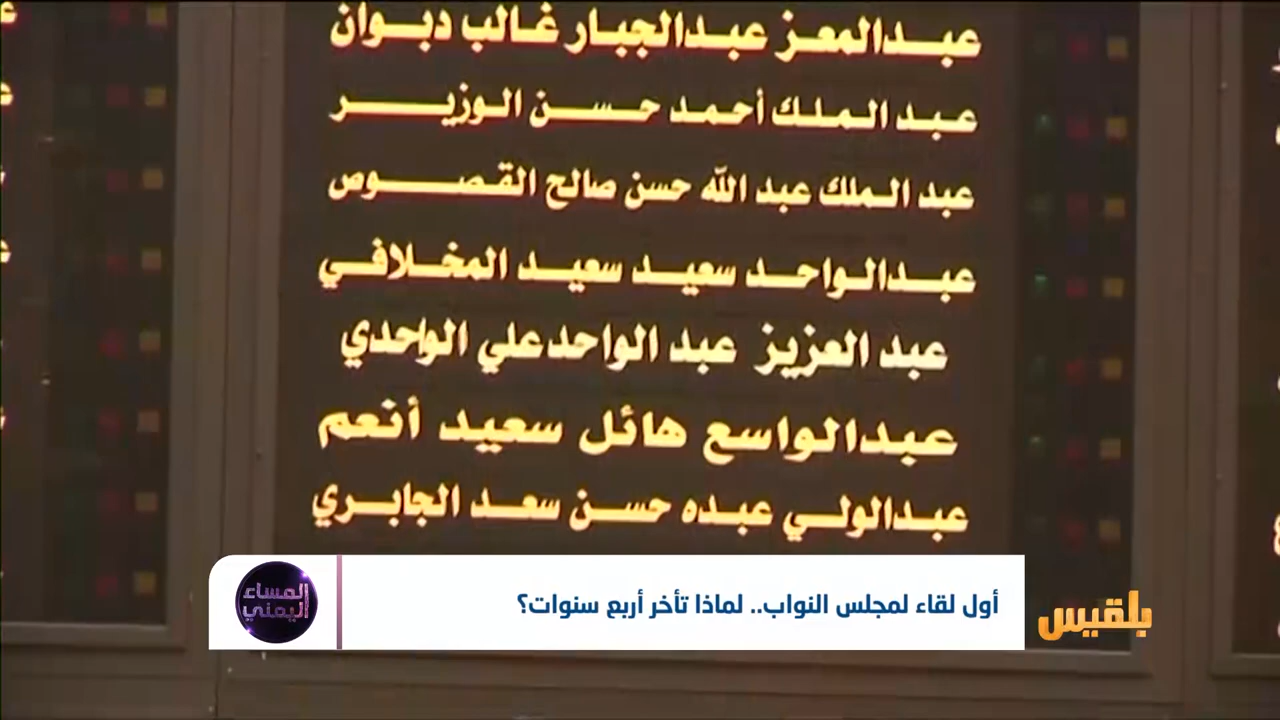 عبدالمعز عبدالجبار غالب دبوان
عبد الملك أحمد حسن الوزير
عبد الملك عبد الله حسن صالح القصوص
عبدالواحد سعيد سعيد المخلافي
عبد العزيز عبد الواحد علي الواحدي
عبدالواسع هائل سعيد أنعم
عبدالولي عبده حسن سعد الجابري
أول لقاء لمجلس النواب.. لماذا تأخر أربع سنوات؟
المساء
اليمني
بلقيس